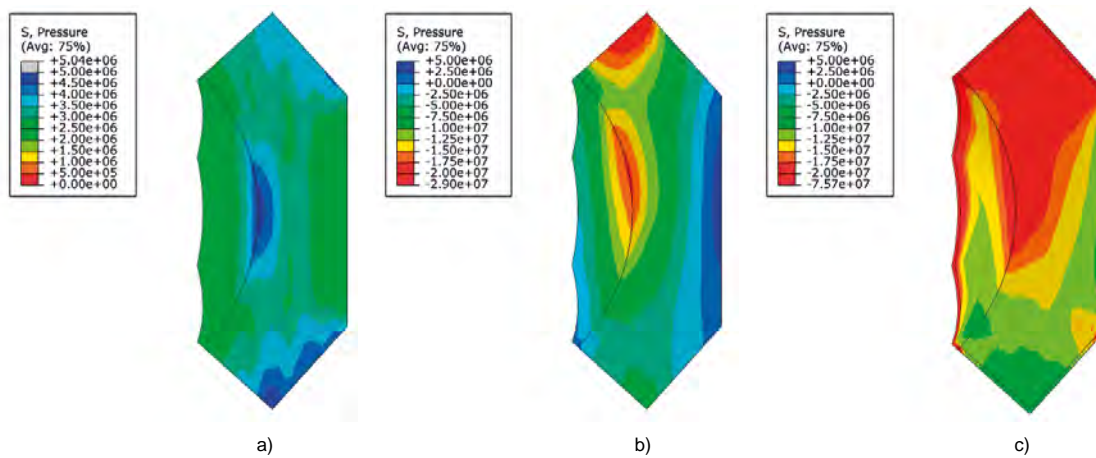 S, Pressure
(Avg: 75%)
+5.04e+06
+5.00e+06
+4.50e+06
+4.00e+06
+3.50e+06
+3.00e+06
+2.50e+06
+2.00e+06
+1.50e+06
+1.00e+06
+5.00e+05
+0.00e+00
S, Pressure
(Avg: 75%)
+5.00e+06
+2.50e+06
+0.00e+00
-2.50e+06
-5.00e+06
-7.50e+06
-1.00e+07
-1.25e+07
-1.50e+07
-1.75e+07
-2.00e+07
-2.90e+07
S, Pressure
(Avg: 75%)
+5.00e+06
+2.50e+06
+0.00e+00
-2.50e+06
-5.00e+06
-7.50e+06
-1.00e+07
-1.25e+07
-1.50e+07
-1.75e+07
-2.00e+07
-7.57e+07
a)
b)
c)